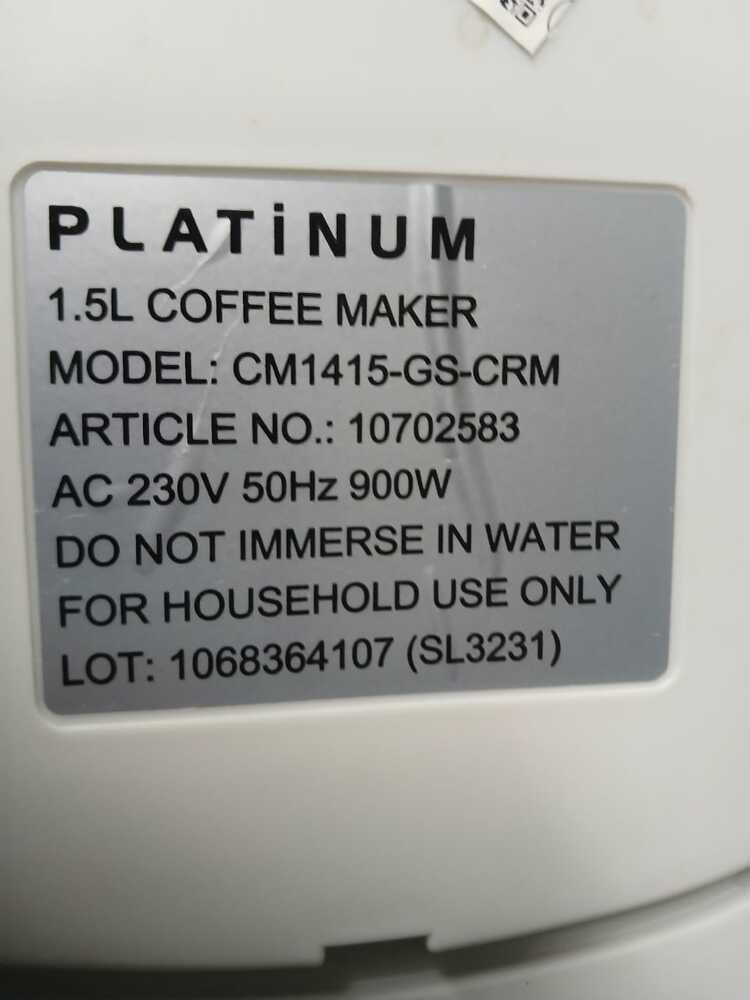 PLATiNUM
1.5L COFFEE MAKER
MODEL: CM1415-GS-CRM
ARTICLE NO.: 10702583
AC 230V 50Hz 900W
DO NOT IMMERSE IN WATER
FOR HOUSEHOLD USE ONLY
LOT: 1068364107 (SL3231)